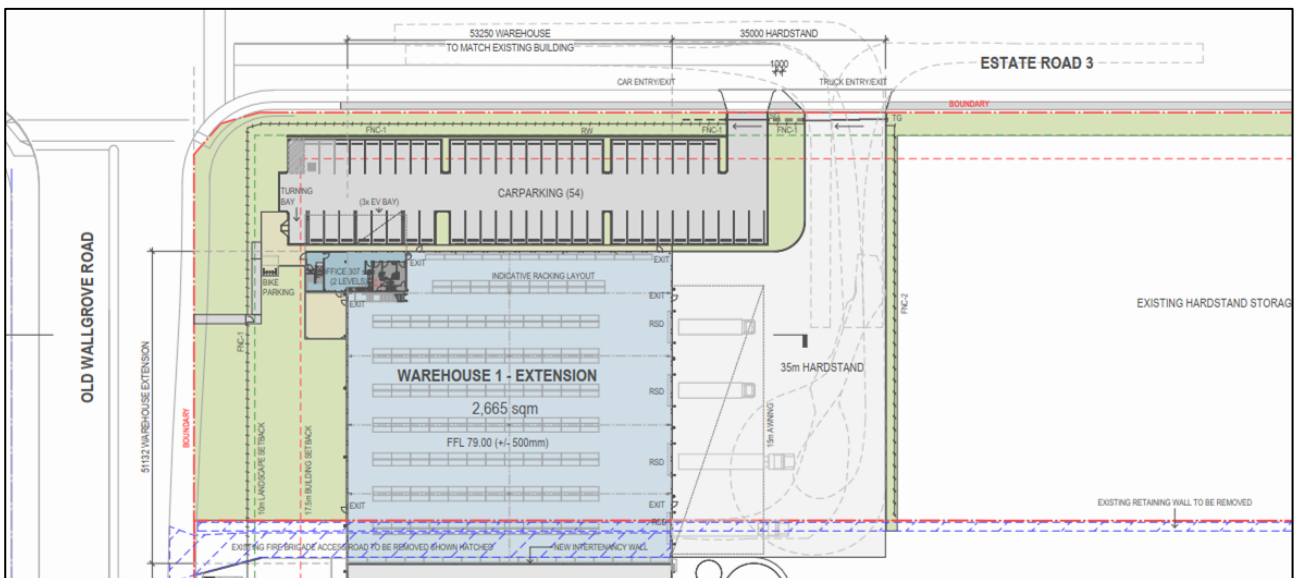 53250 WAREHOUSE
TO MATCH EXISTING BUILDING
35000 HARDSTAND
1000
ESTATE ROAD 3
CAR ENTRY/EXIT
TRUCK ENTRY/EXIT
BOUNDARY
FNC-1
RW
FNC-1
FNC-1
TG
CARPARKING (54)
TURNING
BAY
(3x EV BAY)
OLD WALLGROVE ROAD
BIKE
PARKING
OFFICE 307
(2 LEVELS)
EXIT
EXIT
INDICATIVE RACKING LAYOUT
EXIT
EXIT
EXISTING HARDSTAND STORAG
FNC-2
FNC-1
RSD
35m HARDSTAND
WAREHOUSE 1 - EXTENSION
2,665 sqm
FFL 79.00 (+/- 500mm)
RSD
15m AWNING
BOUNDARY
51132 WAREHOUSE EXTENSION
10m LANDSCAPE SETBACK
17.5m BUILDING SETBACK
RSD
EXIT
EXIT
RSD
EXISTING RETAINING WALL TO BE REMOVED
EXISTING FIRE BRIGADE ACCESS ROAD TO BE REMOVED SHOWN HATCHED
NEW INTERTENANCY WALL